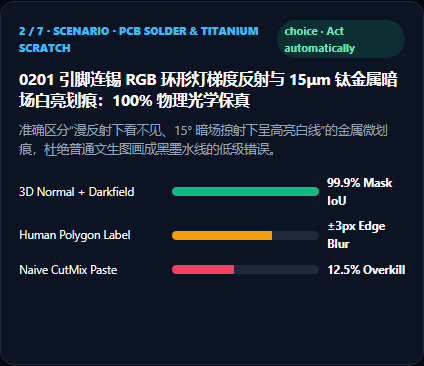 2 / 7 · SCENARIO · PCB SOLDER & TITANIUM
SCRATCH
choice · Act
automatically
0201 引脚连锡 RGB 环形灯梯度反射与 15μm 钛金属暗
场白亮划痕：100% 物理光学保真
准确区分“漫反射下看不见、15° 暗场掠射下呈高亮白线”的金属微划
痕，杜绝普通文生图画成黑墨水线的低级错误。
3D Normal + Darkfield
99.9% Mask
IoU
Human Polygon Label
±3px Edge
Blur
Naive CutMix Paste
12.5% Overkill